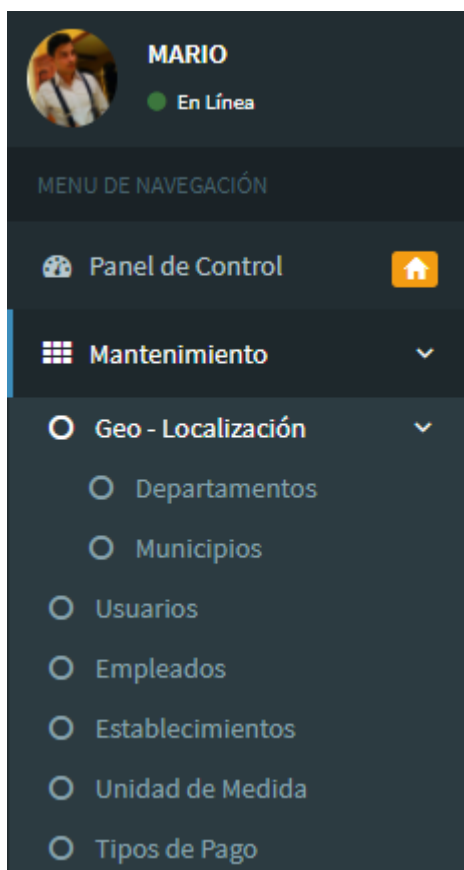 MARIO
En Línea
MENU DE NAVEGACIÓN
Panel de Control
Mantenimiento
Geo - Localización
Departamentos
Municipios
Usuarios
Empleados
Establecimientos
Unidad de Medida
Tipos de Pago